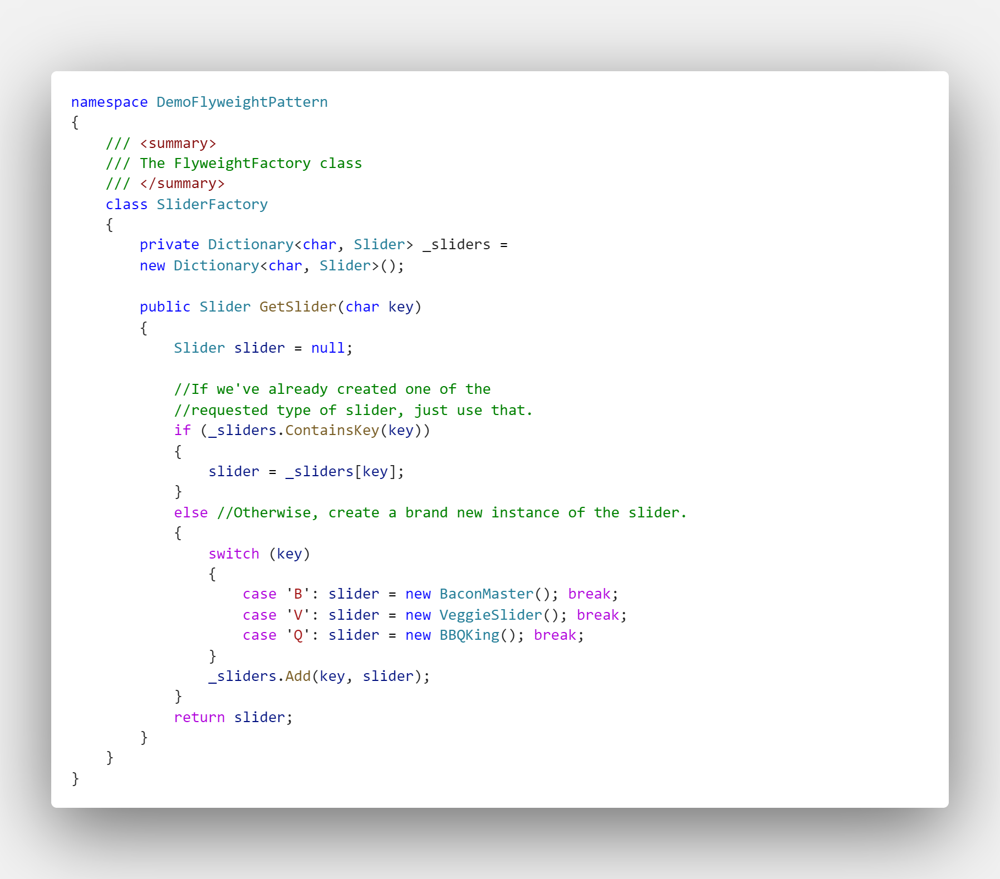 namespace DemoFlyweightPattern
{
    /// <summary>
    /// The FlyweightFactory class
    /// </summary>
    class SliderFactory
    {
        private Dictionary<char, Slider> _sliders =
        new Dictionary<char, Slider>();

        public Slider GetSlider(char key)
        {
            Slider slider = null;

            //If we've already created one of the
            //requested type of slider, just use that.
            if (_sliders.ContainsKey(key))
            {
                slider = _sliders[key];
            }
            else //Otherwise, create a brand new instance of the slider.
            {
                switch (key)
                {
                    case 'B': slider = new BaconMaster(); break;
                    case 'V': slider = new VeggieSlider(); break;
                    case 'Q': slider = new BBQKing(); break;
                }
                _sliders.Add(key, slider);
            }
            return slider;
        }
    }
}